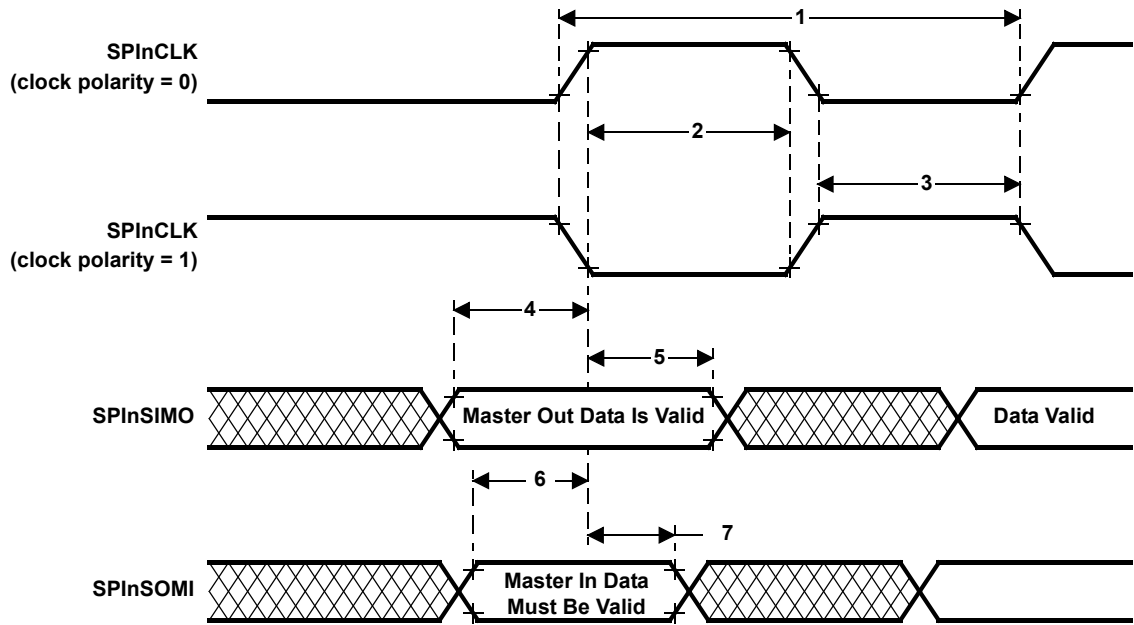 1
SPInCLK
(clock polarity = 0)
2
3
SPInCLK
(clock polarity = 1)
4
5
SPInSIMO
Master Out Data Is Valid
Data Valid
6
7
SPInSOMI
Master In Data
Must Be Valid